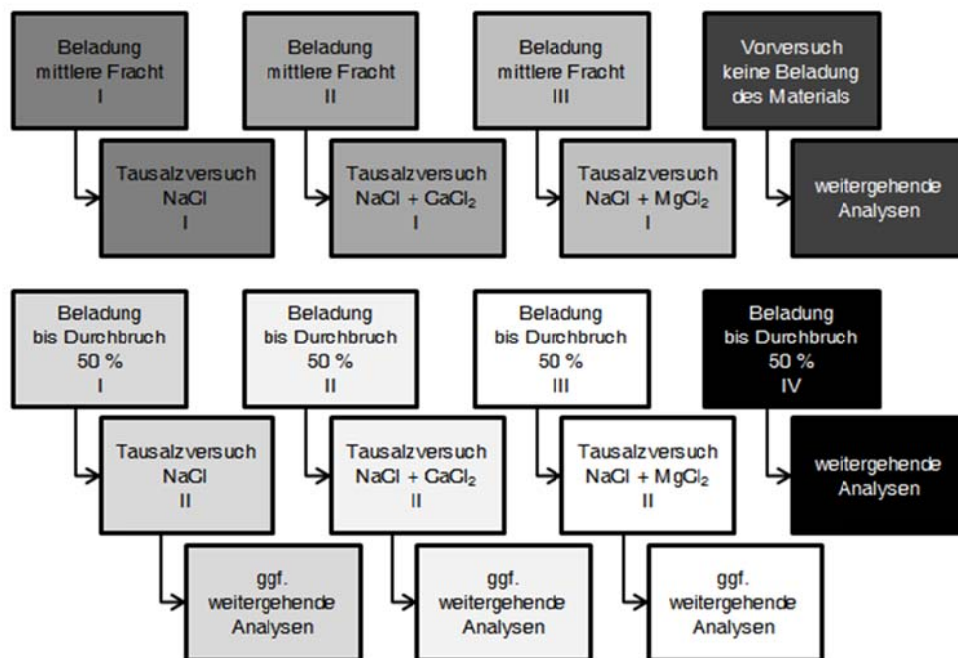 Beladung
mittlere Fracht
I
Beladung
mittlere Fracht
II
Beladung
mittlere Fracht
III
Vorversuch
keine Beladung
des Materials
Tausalzversuch
NaCl
I
Tausalzversuch
NaCl + CaCl₂
I
Tausalzversuch
NaCl + MgCl₂
I
weitergehende
Analysen
Beladung
bis Durchbruch
50 %
I
Beladung
bis Durchbruch
50 %
II
Beladung
bis Durchbruch
50 %
III
Beladung
bis Durchbruch
50 %
IV
Tausalzversuch
NaCl
II
Tausalzversuch
NaCl + CaCl₂
II
Tausalzversuch
NaCl + MgCl₂
II
weitergehende
Analysen
ggf.
weitergehende
Analysen
ggf.
weitergehende
Analysen
ggf.
weitergehende
Analysen